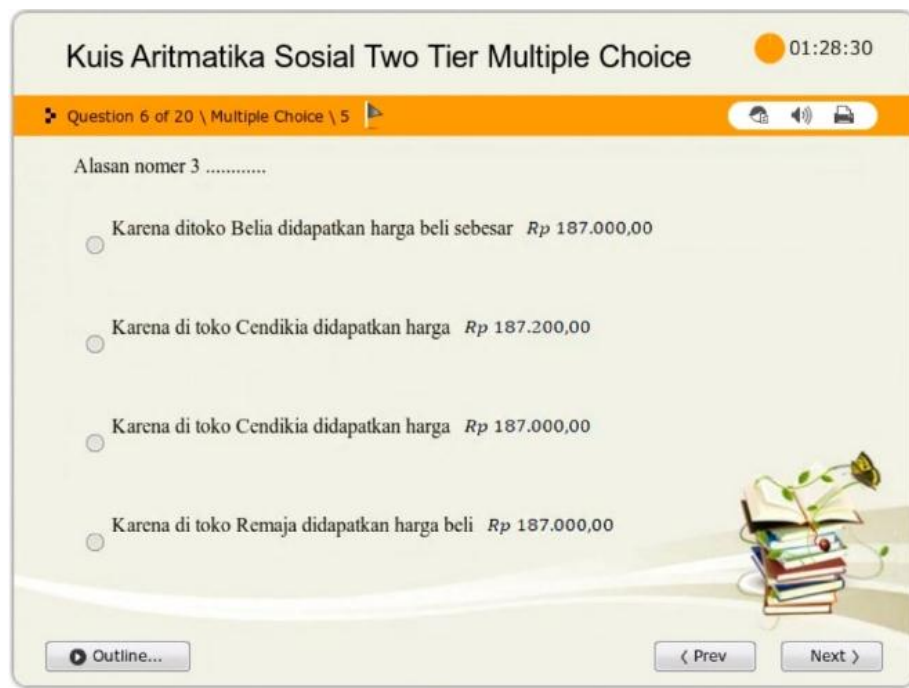 Kuis Aritmatika Sosial Two Tier Multiple Choice
01:28:30
Question 6 of 20 \ Multiple Choice \ 5
Alasan nomer 3 ............
Karena ditoko Belia didapatkan harga beli sebesar Rp 187.000,00
Karena di toko Cendikia didapatkan harga Rp 187.200,00
Karena di toko Cendikia didapatkan harga Rp 187.000,00
Karena di toko Remaja didapatkan harga beli Rp 187.000,00
Outline...
Prev
Next